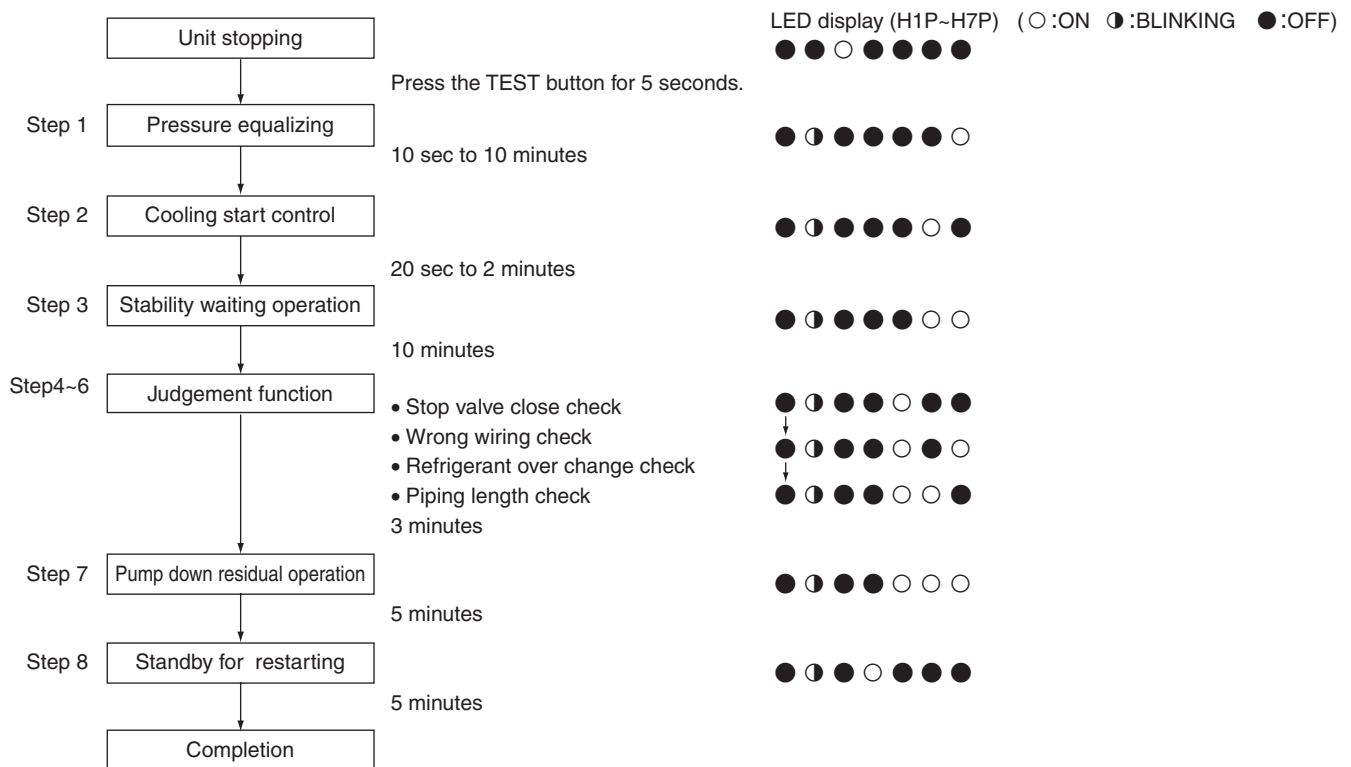 LED display (H1P~H7P) ( ○ :ON ◑ :BLINKING ● :OFF)
Unit stopping
● ● ○ ● ● ● ●
Press the TEST button for 5 seconds.
Step 1 Pressure equalizing
● ◑ ● ● ● ● ○
10 sec to 10 minutes
Step 2 Cooling start control
● ◑ ● ● ● ○ ●
20 sec to 2 minutes
Step 3 Stability waiting operation
● ◑ ● ● ● ○ ○
10 minutes
Step4~6 Judgement function
• Stop valve close check
● ◑ ● ● ○ ● ●
• Wrong wiring check
● ◑ ● ● ○ ● ○
• Refrigerant over change check
• Piping length check
● ◑ ● ● ○ ○ ●
3 minutes
Step 7 Pump down residual operation
● ◑ ● ● ○ ○ ○
5 minutes
Step 8 Standby for restarting
● ◑ ● ○ ● ● ●
5 minutes
Completion